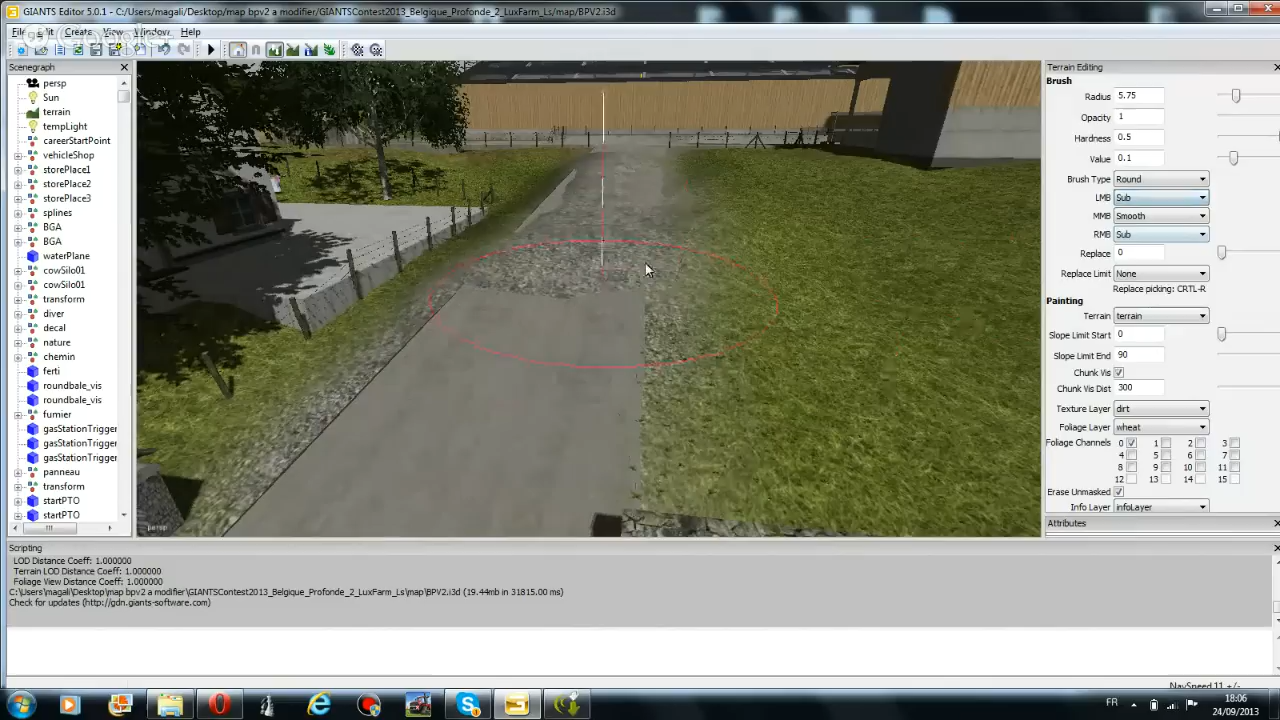 GIANTS Editor 5.0.1 - C:/Users/magali/Desktop/map bpv2 a modifier/GIANTSContest2013_Belgique_Profonde_2_LuxFarm_Ls/map/BPV2.i3d
Create View Window Help
Scenegraph
persp
Sun
terrain
tempLight
careerStartPoint
vehicleShop
storePlace1
storePlace2
storePlace3
splines
BGA
BGA
waterPlane
cowSilo01
cowSilo01
transform
diver
decal
nature
chemin
ferti
roundbale_vis
roundbale_vis
fumier
gasStationTrigger
gasStationTrigger
gasStationTrigger
panneau
transform
startPTO
startPTO
persp
Terrain Editing
Brush
Radius 5.75
Opacity 1
Hardness 0.5
Value 0.1
Brush Type Round
LMB Sub
MMB Smooth
RMB Sub
Replace 0
Replace Limit None
Replace picking: CRTL-R
Painting
Terrain terrain
Slope Limit Start 0
Slope Limit End 90
Chunk Vis
Chunk Vis Dist 300
Texture Layer dirt
Foliage Layer wheat
Foliage Channels 0 1 2 3
4 5 6 7
8 9 10 11
12 13 14 15
Erase Unmasked
Info Layer infoLayer
Attributes
Scripting
LOD Distance Coeff: 1.000000
Terrain LOD Distance Coeff: 1.000000
Foliage View Distance Coeff: 1.000000
C:\Users\magali\Desktop\map bpv2 a modifier\GIANTSContest2013_Belgique_Profonde_2_LuxFarm_Ls\map\BPV2.i3d (19.44mb in 31815.00 ms)
Check for updates (http://gdn.giants-software.com)
NavSpeed 11 +/-
FR
18:06
24/09/2013